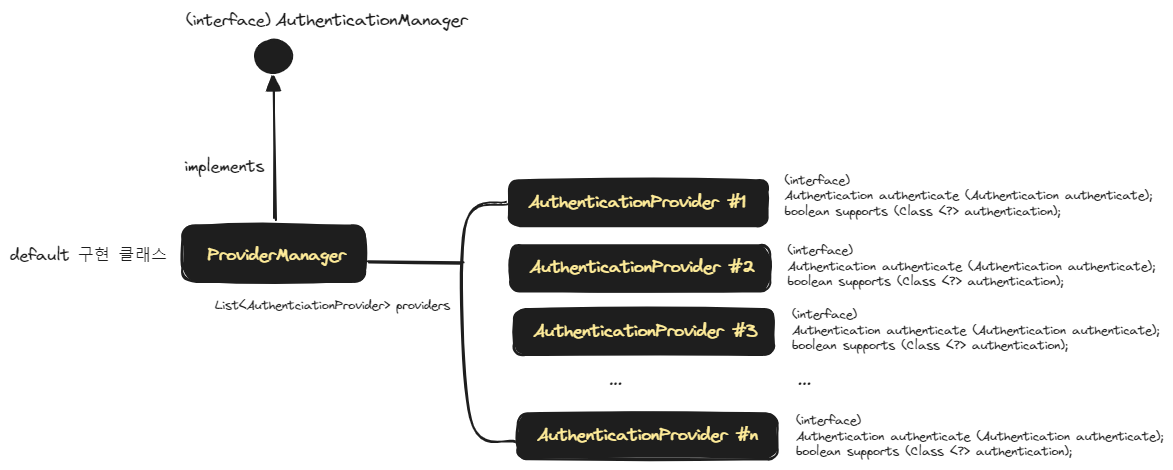 (interface) AuthenticationManager
implements
default 구현 클래스
ProviderManager
List<AuthentciationProvider> providers
AuthenticationProvider #1
(interface)
Authentication authenticate (Authentication authenticate);
boolean supports (Class <?> authentication);
AuthenticationProvider #2
(interface)
Authentication authenticate (Authentication authenticate);
boolean supports (Class <?> authentication);
AuthenticationProvider #3
(interface)
Authentication authenticate (Authentication authenticate);
boolean supports (Class <?> authentication);
... ...
AuthenticationProvider #n
(interface)
Authentication authenticate (Authentication authenticate);
boolean supports (Class <?> authentication);